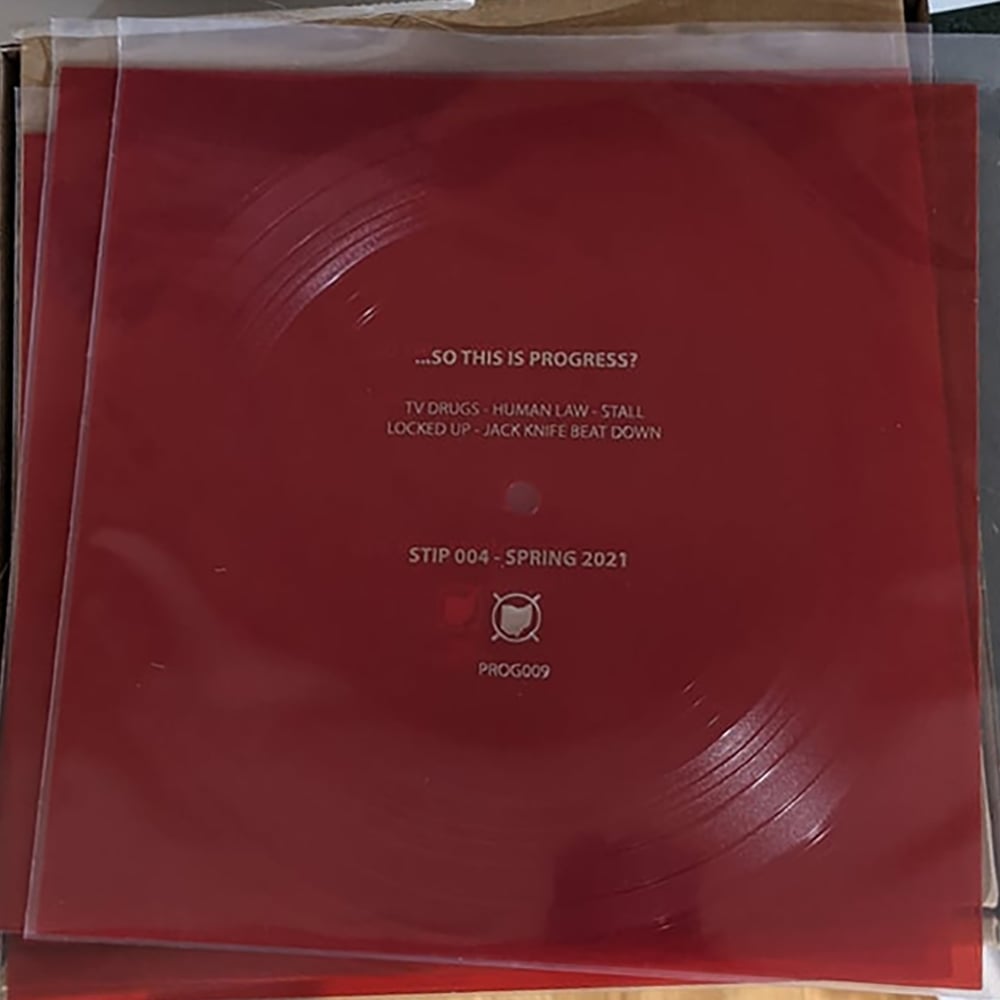 ...SO THIS IS PROGRESS?
TV DRUGS - HUMAN LAW - STALL
LOCKED UP - JACK KNIFE BEAT DOWN
STIP 004 - SPRING 2021
PROG009